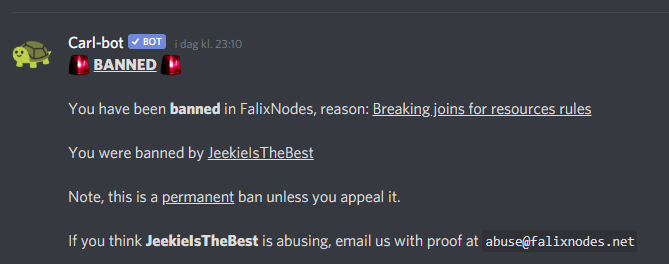 Carl-bot ✓ BOT i dag kl. 23:10
🚨 BANNED 🚨
You have been banned in FalixNodes, reason: Breaking joins for resources rules
You were banned by JeekieIsTheBest
Note, this is a permanent ban unless you appeal it.
If you think JeekieIsTheBest is abusing, email us with proof at abuse@falixnodes.net